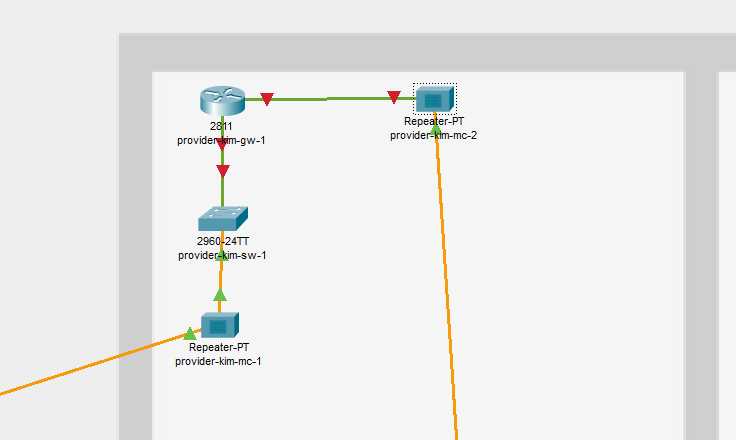 2811
provider-kim-gw-1
Repeater-PT
provider-kim-mc-2
2960-24TT
provider-kim-sw-1
Repeater-PT
provider-kim-mc-1